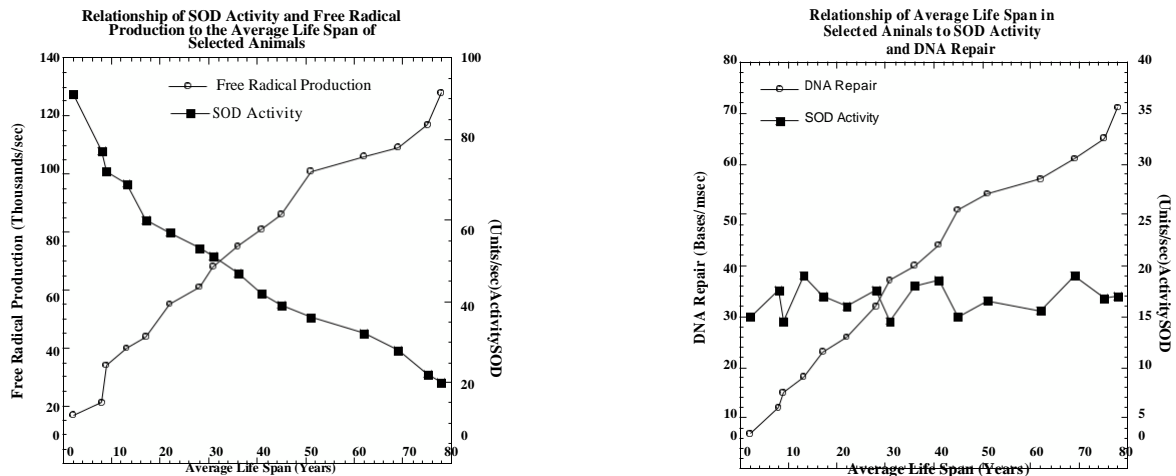 Relationship of SOD Activity and Free Radical
Production to the Average Life Span of
Selected Animals
140
120
100
80
60
40
20
0
Free Radical Production (Thousands/sec)
Free Radical Production
SOD Activity
100
80
60
40
20
0
(Units/sec)ActivitySOD
0 10 20 30 40 50 60 70 80
Average Life Span (Years)
Relationship of Average Life Span in
Selected Aninals to SOD Activity
and DNA Repair
80
70
60
50
40
30
20
10
0
DNA Repair (Bases/msec)
DNA Repair
SOD Activity
40
35
30
25
20
15
10
5
0
(Units/sec)ActivitySOD
0 10 20 30 40 50 60 70 80
Average Life Span (Years)